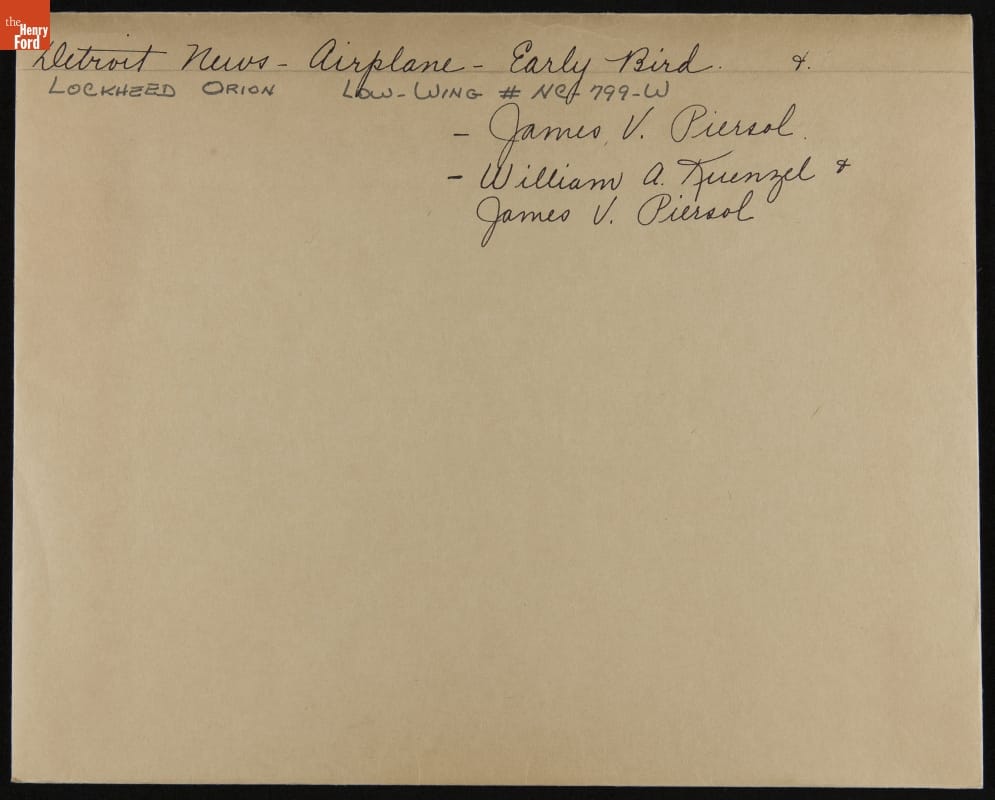 the
Henry
Ford
Detroit News - Airplane - Early Bird. &.
LOCKHEED ORION LOW-WING # NC-799-W
- James V. Piersol.
- William A. Kuenzel &
James V. Piersol